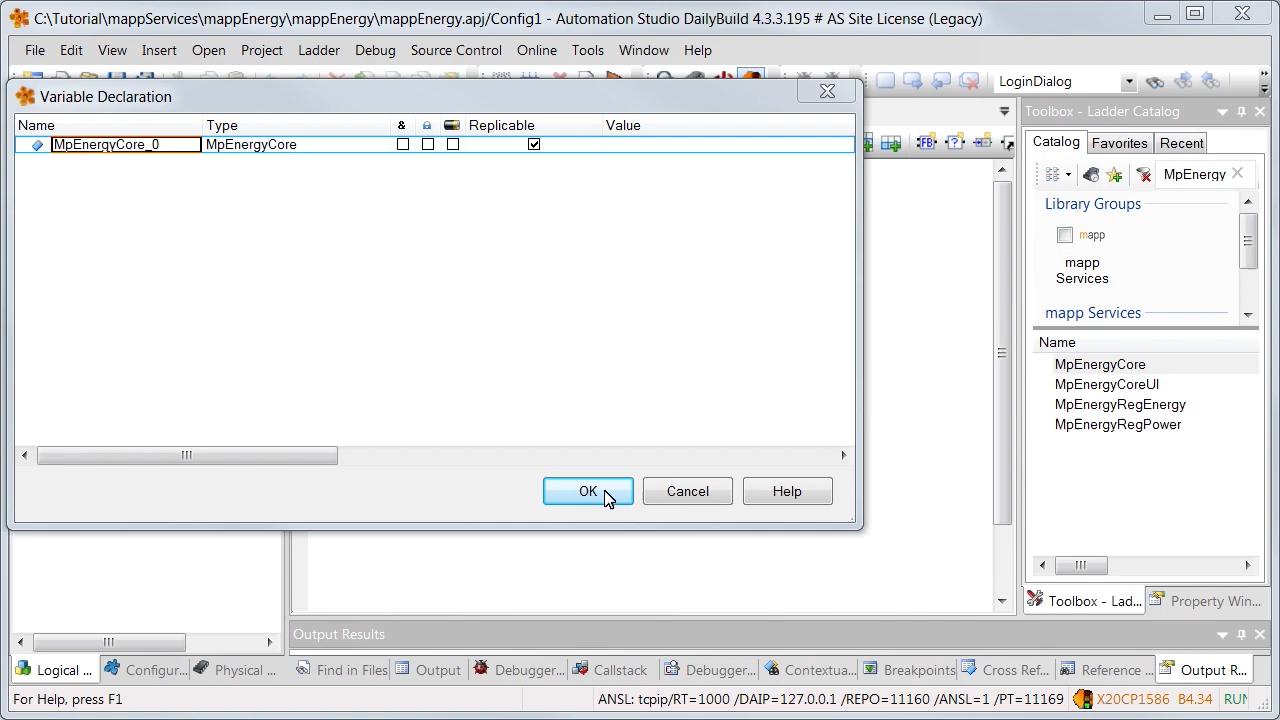 C:\Tutorial\mappServices\mappEnergy\mappEnergy\mappEnergy.apj/Config1 - Automation Studio DailyBuild 4.3.3.195 # AS Site License (Legacy)
File Edit View Insert Open Project Ladder Debug Source Control Online Tools Window Help
LoginDialog
Variable Declaration
Toolbox - Ladder Catalog
Name Type & Replicable Value
MpEnergyCore_0 MpEnergyCore
Catalog Favorites Recent
MpEnergy
Library Groups
mapp
mapp
Services
mapp Services
Name
MpEnergyCore
MpEnergyCoreUI
MpEnergyRegEnergy
MpEnergyRegPower
OK Cancel Help
Toolbox - Lad... Property Win...
Output Results
Logical ... Configur... Physical ... Find in Files Output Debugger... Callstack Debugger... Contextua... Breakpoints Cross Ref... Reference ... Output R...
For Help, press F1 ANSL: tcpip/RT=1000 /DAIP=127.0.0.1 /REPO=11160 /ANSL=1 /PT=11169 X20CP1586 B4.34 RUN